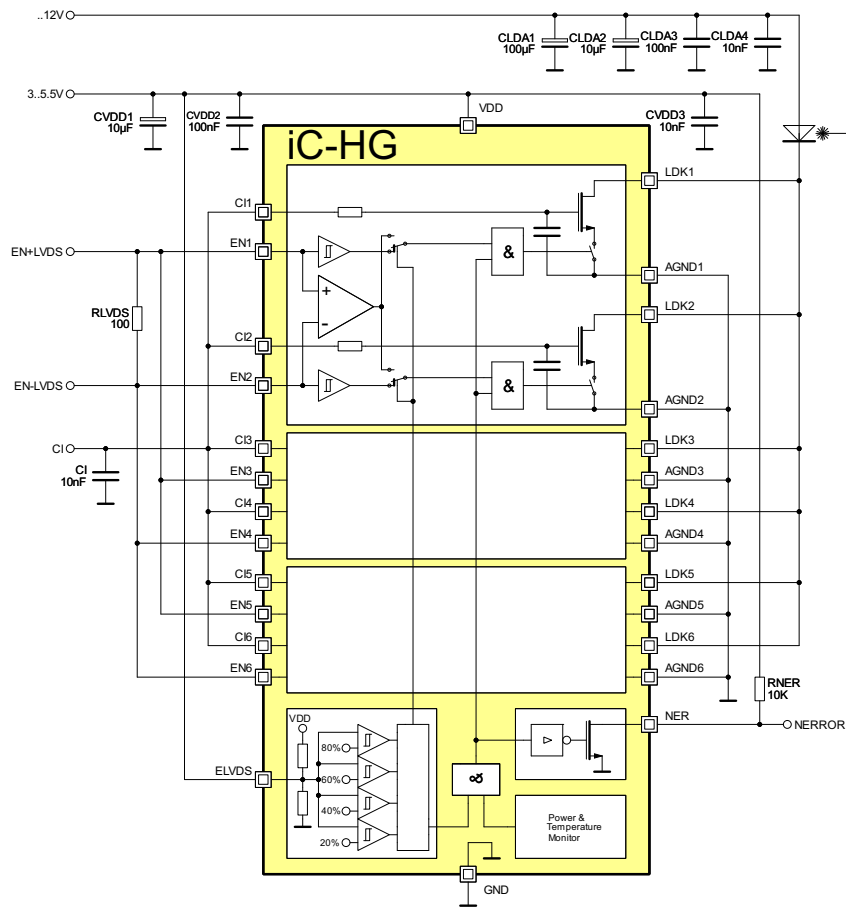 ..12V
CLDA1
100µF
CLDA2
10µF
CLDA3
100nF
CLDA4
10nF
3..5.5V
CVDD1
10µF
CVDD2
100nF
VDD
CVDD3
10nF
iC-HG
LDK1
CI1
EN+LVDS
EN1
&
AGND1
+
RLVDS
100
LDK2
-
CI2
EN-LVDS
EN2
&
AGND2
CI
CI3
LDK3
CI
10nF
EN3
AGND3
CI4
LDK4
EN4
AGND4
CI5
LDK5
EN5
AGND5
CI6
LDK6
EN6
AGND6
RNER
10K
VDD
NER
NERROR
80%
ELVDS
60%
&
40%
20%
Power &
Temperature
Monitor
GND